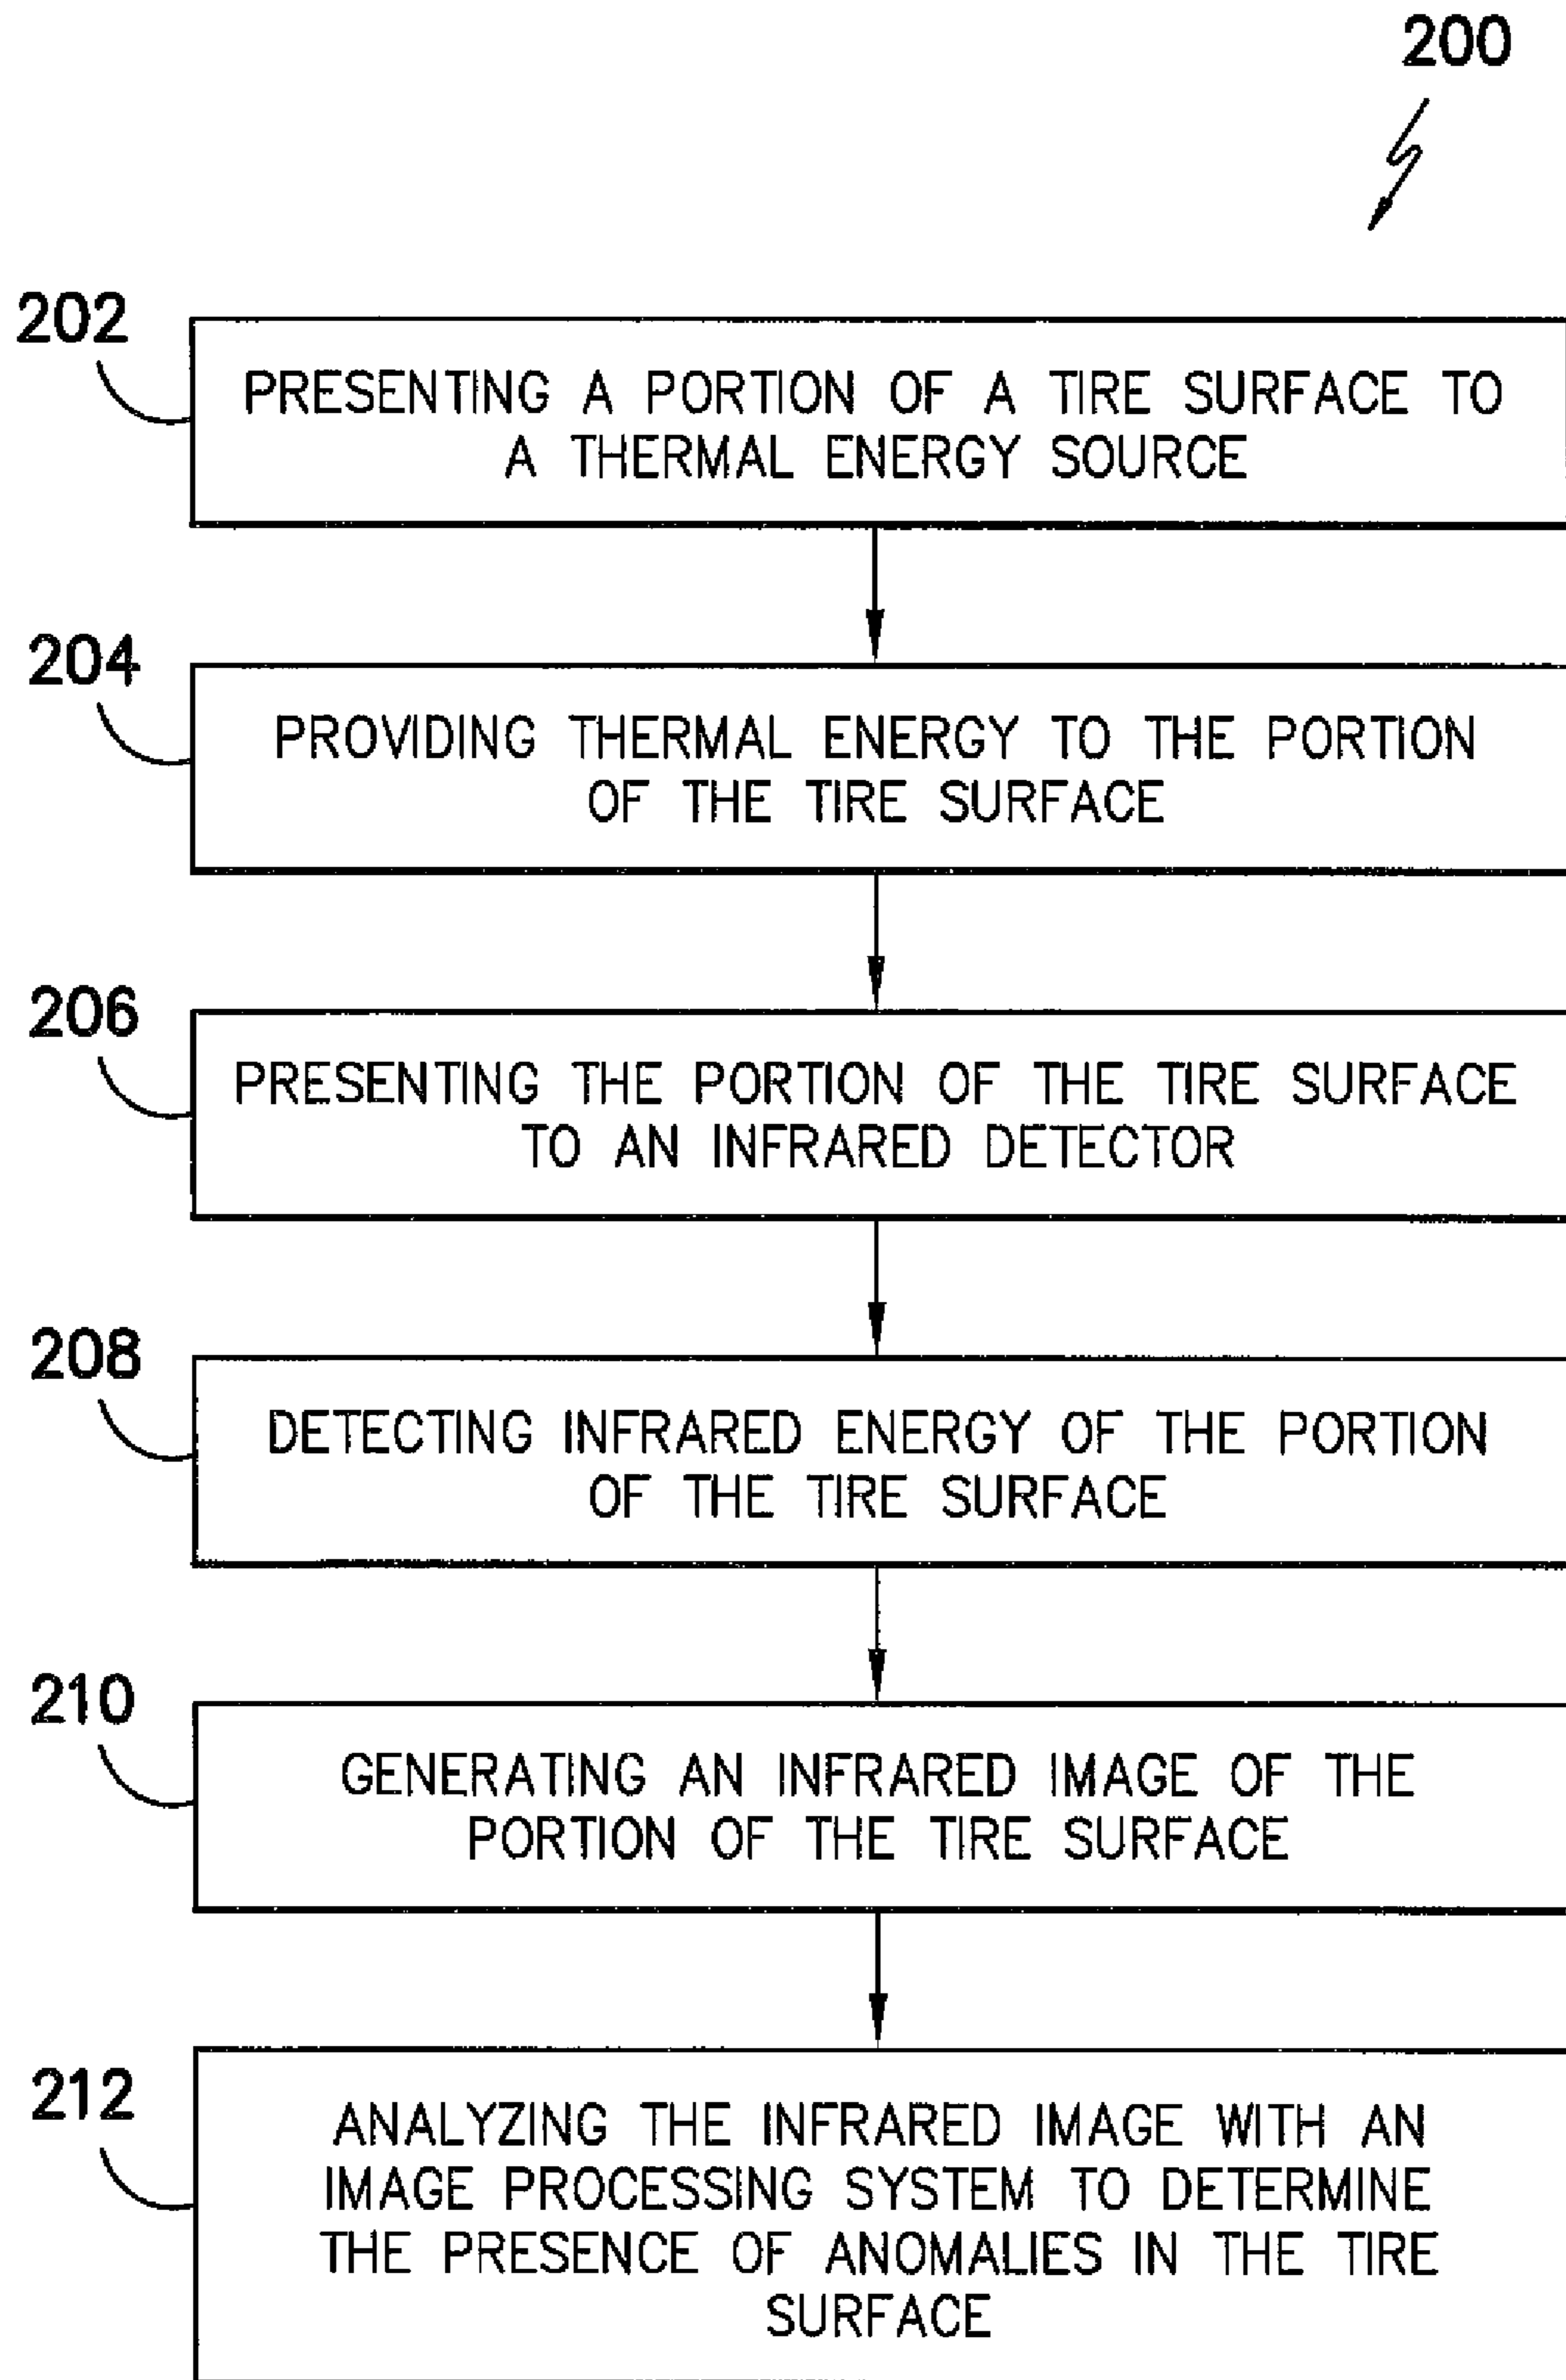 200
202
PRESENTING A PORTION OF A TIRE SURFACE TO
A THERMAL ENERGY SOURCE
204
PROVIDING THERMAL ENERGY TO THE PORTION
OF THE TIRE SURFACE
206
PRESENTING THE PORTION OF THE TIRE SURFACE
TO AN INFRARED DETECTOR
208
DETECTING INFRARED ENERGY OF THE PORTION
OF THE TIRE SURFACE
210
GENERATING AN INFRARED IMAGE OF THE
PORTION OF THE TIRE SURFACE
212
ANALYZING THE INFRARED IMAGE WITH AN
IMAGE PROCESSING SYSTEM TO DETERMINE
THE PRESENCE OF ANOMALIES IN THE TIRE
SURFACE